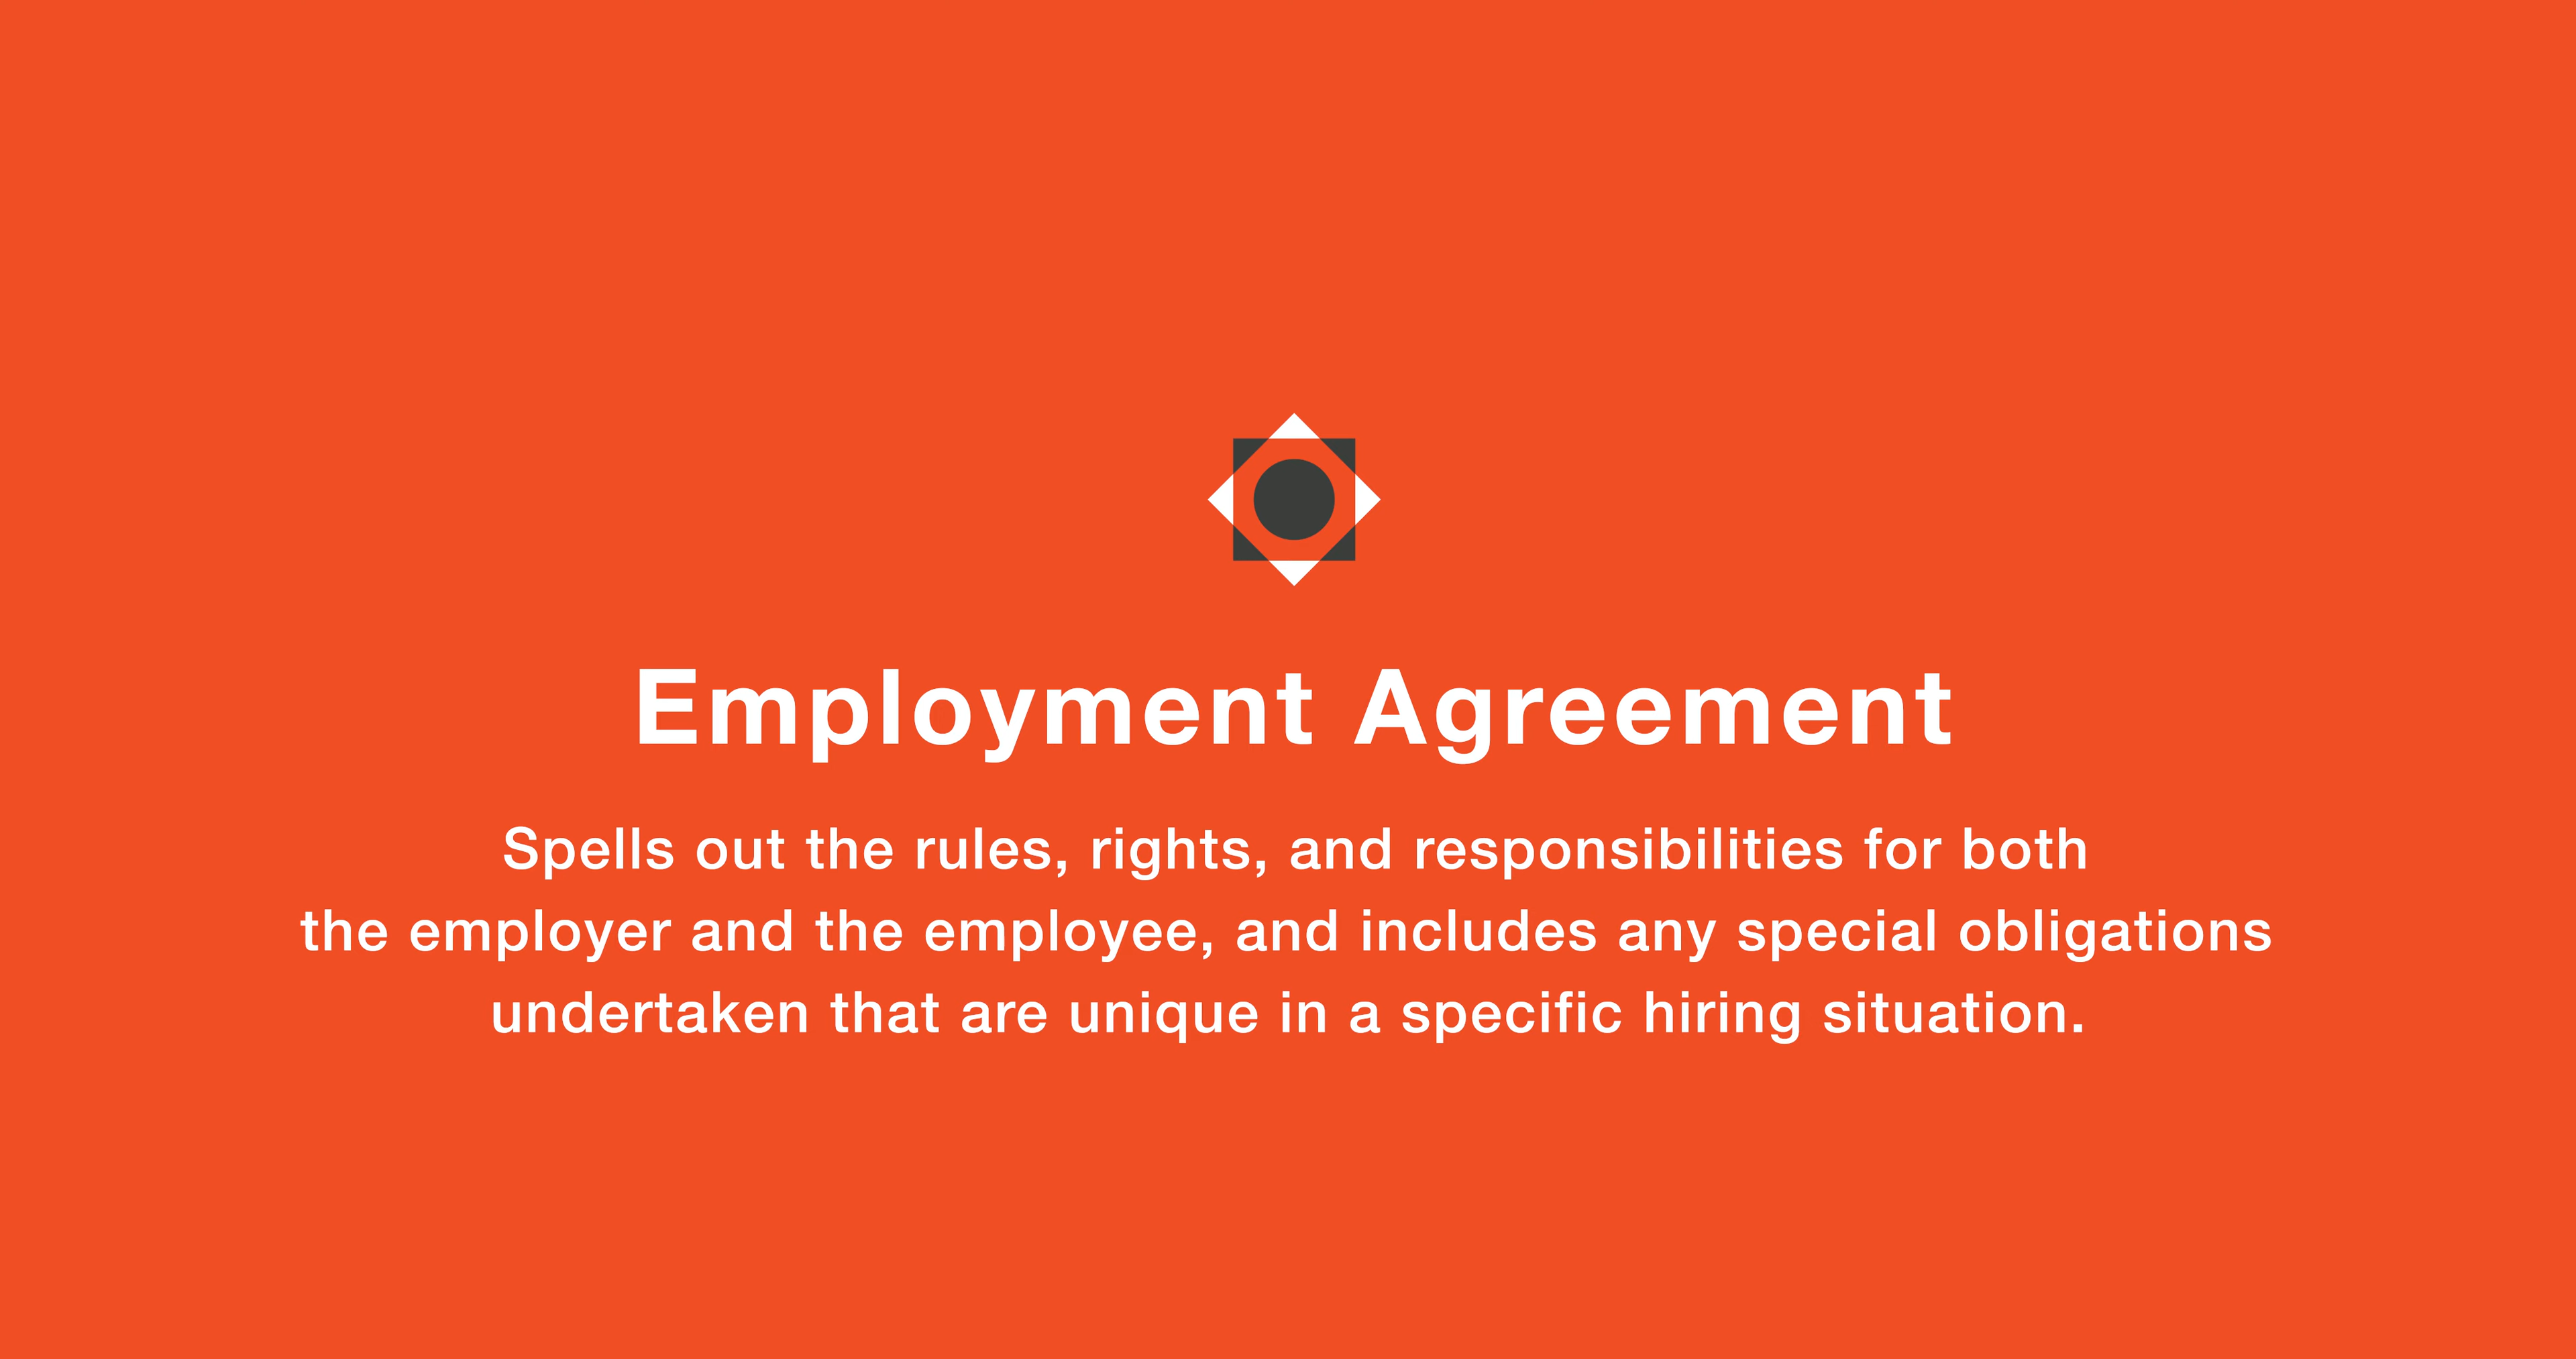 Employment Agreement
Spells out the rules, rights, and responsibilities for both
the employer and the employee, and includes any special obligations
undertaken that are unique in a specific hiring situation.